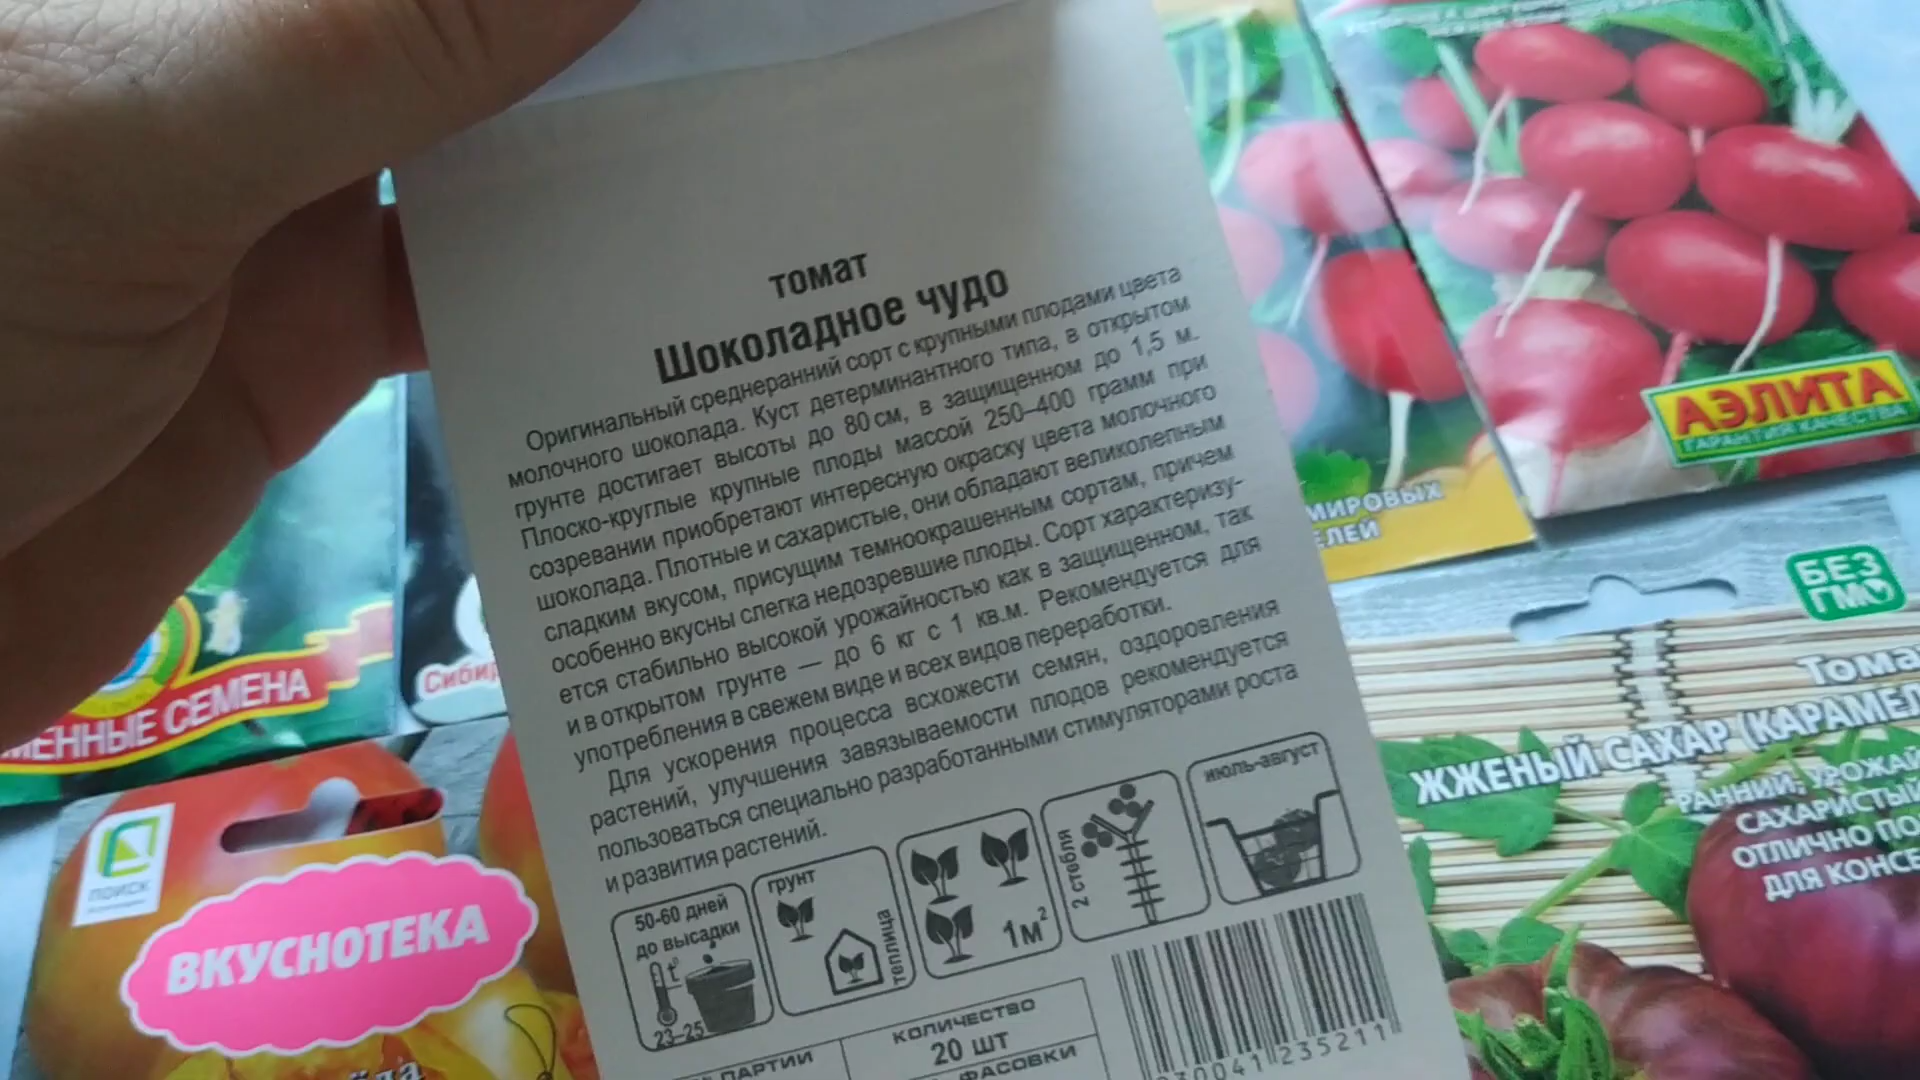 томат
Шоколадное чудо
Оригинальный среднеранний сорт с крупными плодами цвета
молочного шоколада. Куст детерминантного типа, в открытом
грунте достигает высоты до 80 см, в защищенном до 1,5 м.
Плоско-круглые крупные плоды массой 250–400 грамм при
созревании приобретают интересную окраску цвета молочного
шоколада. Плотные и сахаристые, они обладают великолепным
сладким вкусом, присущим темноокрашенным сортам, причем
особенно вкусны слегка недозревшие плоды. Сорт характеризу-
ется стабильно высокой урожайностью как в защищенном, так
и в открытом грунте — до 6 кг с 1 кв.м. Рекомендуется для
употребления в свежем виде и всех видов переработки.
Для ускорения процесса всхожести семян, оздоровления
растений, улучшения завязываемости плодов рекомендуется
пользоваться специально разработанными стимуляторами роста
и развития растений.
50-60 дней
до высадки
t°
23–25
грунт
теплица
1м²
2 стебля
июль-август
ПАРТИИ
КОЛИЧЕСТВО
20 ШТ
ФАСОВКИ
30041 235211
АЭЛИТА
ГАРАНТИЯ КАЧЕСТВА
МИРОВЫХ
ЕЛЕЙ
БЕЗ
ГМО
Тома
ЖЖЕНЫЙ САХАР (КАРАМЕЛ
РАННИЙ, УРОЖАЙ
САХАРИСТЫЙ
ОТЛИЧНО ПО
ДЛЯ КОНСЕ
Сибир
МЕННЫЕ СЕМЕНА
ПОИСК
ВКУСНОТЕКА